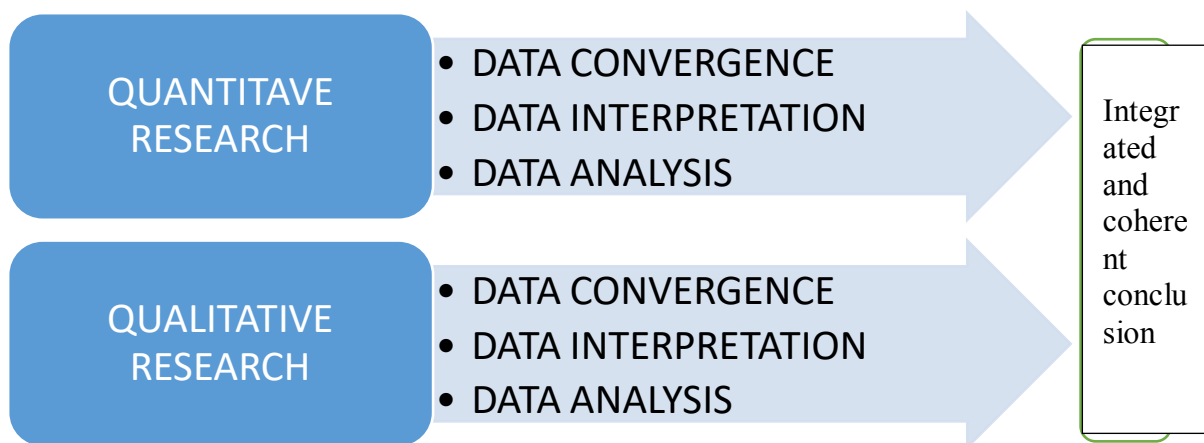 QUANTITAVE
RESEARCH
• DATA CONVERGENCE
• DATA INTERPRETATION
• DATA ANALYSIS
QUALITATIVE
RESEARCH
• DATA CONVERGENCE
• DATA INTERPRETATION
• DATA ANALYSIS
Integr
ated
and
cohere
nt
conclu
sion